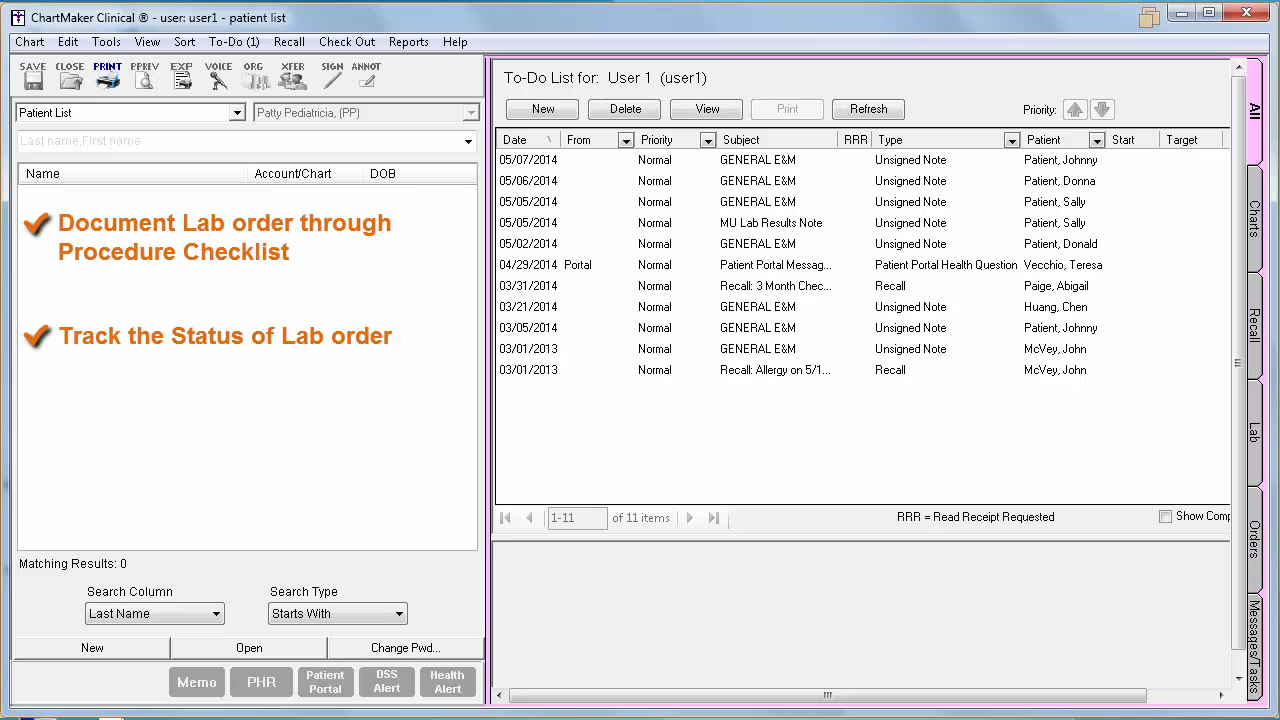 ChartMaker Clinical ® - user: user1 - patient list
Chart Edit Tools View Sort To-Do (1) Recall Check Out Reports Help
SAVE CLOSE PRINT PPREV EXP VOICE ORG XFER SIGN ANNOT
Patient List
Patty Pediatricia, (PP)
Last name,First name
Name Account/Chart DOB
Document Lab order through
Procedure Checklist
Track the Status of Lab order
Matching Results: 0
Search Column Search Type
Last Name Starts With
New Open Change Pwd...
Memo PHR Patient Portal DSS Alert Health Alert
To-Do List for: User 1 (user1)
New Delete View Print Refresh Priority:
Date From Priority Subject RRR Type Patient Start Target
05/07/2014 Normal GENERAL E&M Unsigned Note Patient, Johnny
05/06/2014 Normal GENERAL E&M Unsigned Note Patient, Donna
05/05/2014 Normal GENERAL E&M Unsigned Note Patient, Sally
05/05/2014 Normal MU Lab Results Note Unsigned Note Patient, Sally
05/02/2014 Normal GENERAL E&M Unsigned Note Patient, Donald
04/29/2014 Portal Normal Patient Portal Messag... Patient Portal Health Question Vecchio, Teresa
03/31/2014 Normal Recall: 3 Month Chec... Recall Paige, Abigail
03/21/2014 Normal GENERAL E&M Unsigned Note Huang, Chen
03/05/2014 Normal GENERAL E&M Unsigned Note Patient, Johnny
03/01/2013 Normal GENERAL E&M Unsigned Note McVey, John
03/01/2013 Normal Recall: Allergy on 5/1... Recall McVey, John
1-11 of 11 items
RRR = Read Receipt Requested
Show Comp
All
Charts
Recall
Lab
Orders
Messages/Tasks